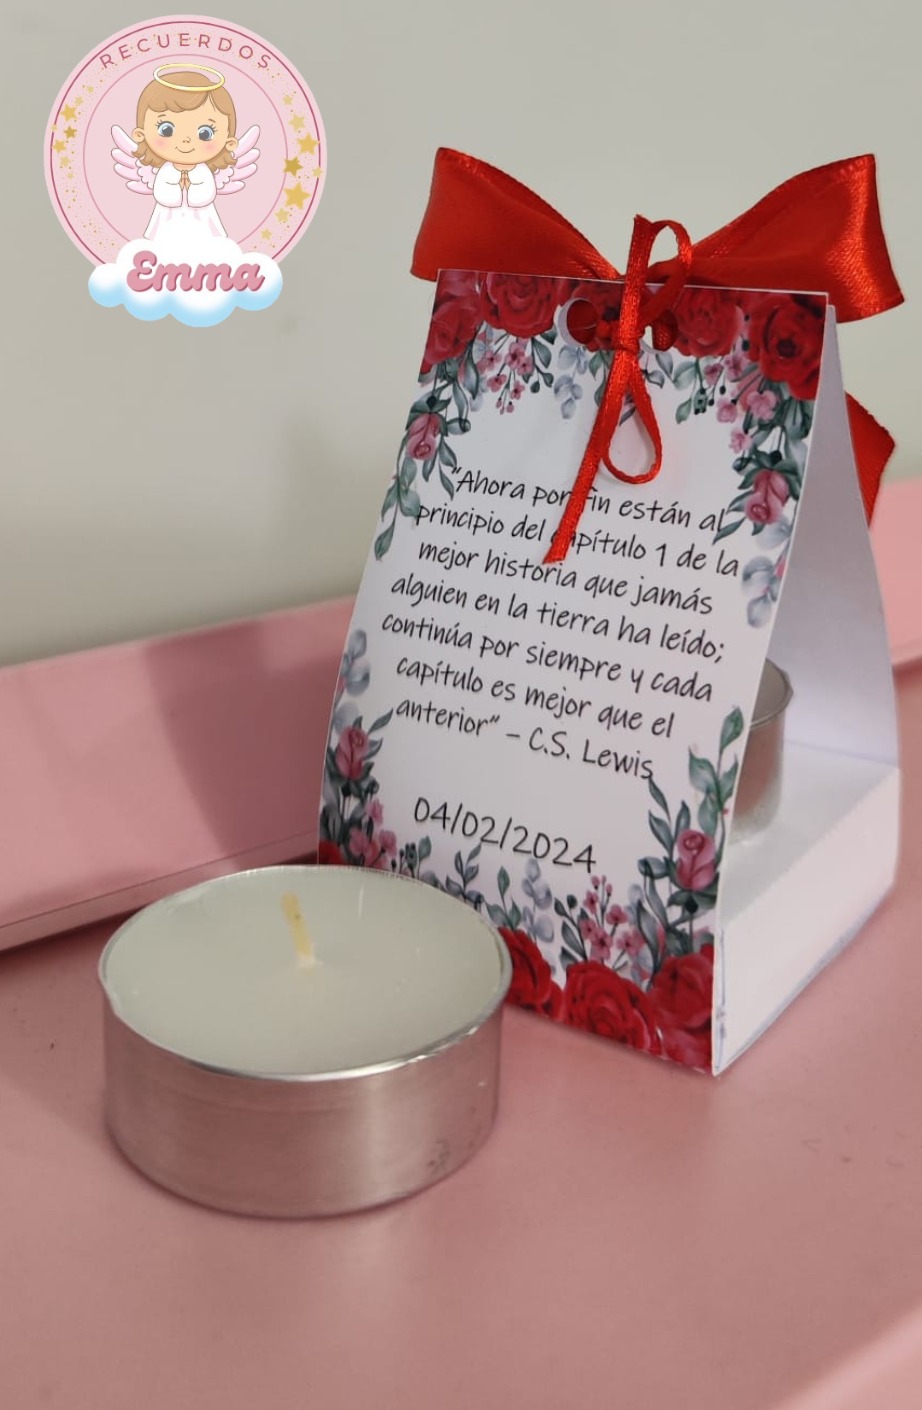 RECUERDOS
Emma
"Ahora por fin están al
principio del capítulo 1 de la
mejor historia que jamás
alguien en la tierra ha leído;
continúa por siempre y cada
capítulo es mejor que el
anterior" – C.S. Lewis
04/02/2024